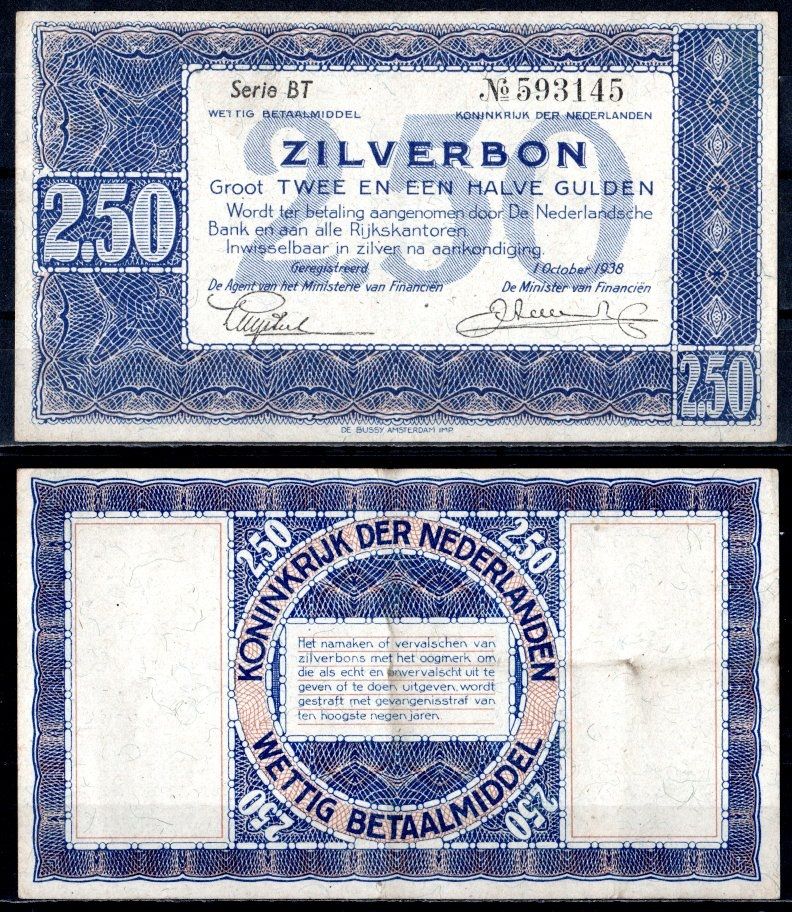 Serie BT
№ 593145
WETTIG BETAALMIDDEL
KONINKRIJK DER NEDERLANDEN
250
ZILVERBON
Groot TWEE EN EEN HALVE GULDEN
Wordt ter betaling aangenomen door De Nederlandsche
Bank en aan alle Rijkskantoren.
Inwisselbaar in zilver na aankondiging.
Geregistreerd
1 October 1938
De Agent van het Ministerie van Financiën
De Minister van Financiën
2.50
2.50
DE BUSSY AMSTERDAM IMP.
2.50
2.50
KONINKRIJK DER NEDERLANDEN
Het namaken of vervalschen van
zilverbons met het oogmerk om
die als echt en onvervalscht uit te
geven of te doen uitgeven, wordt
gestraft met gevangenisstraf van
ten hoogste negen jaren.
WETTIG BETAALMIDDEL
2.50
2.50